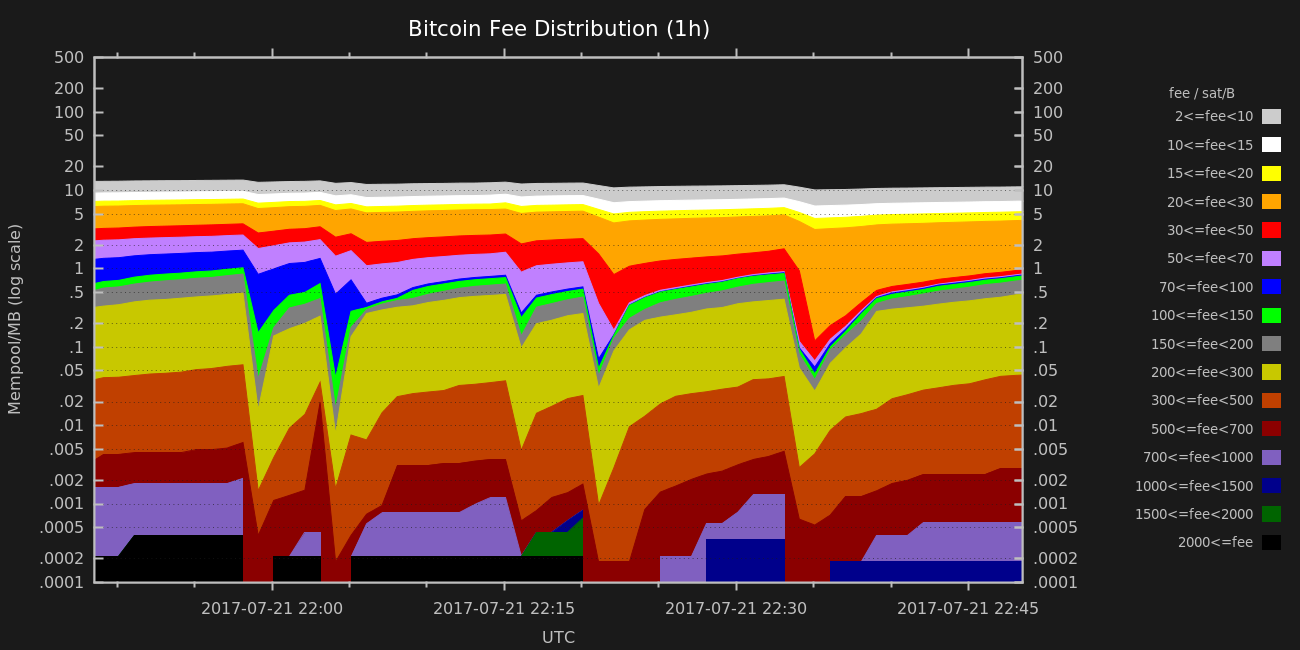 Bitcoin Fee Distribution (1h)
500 500
200 200
100 100
50 50
20 20
10 10
5 5
2 2
1 1
.5 .5
.2 .2
.1 .1
.05 .05
.02 .02
.01 .01
.005 .005
.002 .002
.001 .001
.0005 .0005
.0002 .0002
.0001 .0001
Mempool/MB (log scale)
2017-07-21 22:00 2017-07-21 22:15 2017-07-21 22:30 2017-07-21 22:45
UTC
fee / sat/B
2<=fee<10
10<=fee<15
15<=fee<20
20<=fee<30
30<=fee<50
50<=fee<70
70<=fee<100
100<=fee<150
150<=fee<200
200<=fee<300
300<=fee<500
500<=fee<700
700<=fee<1000
1000<=fee<1500
1500<=fee<2000
2000<=fee